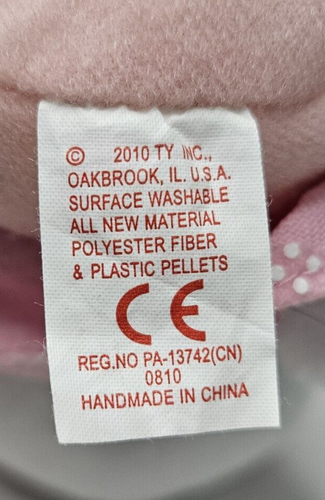 © 2010 TY INC.,
OAKBROOK, IL. U.S.A.
SURFACE WASHABLE
ALL NEW MATERIAL
POLYESTER FIBER
& PLASTIC PELLETS
CE
REG.NO PA-13742(CN)
0810
HANDMADE IN CHINA